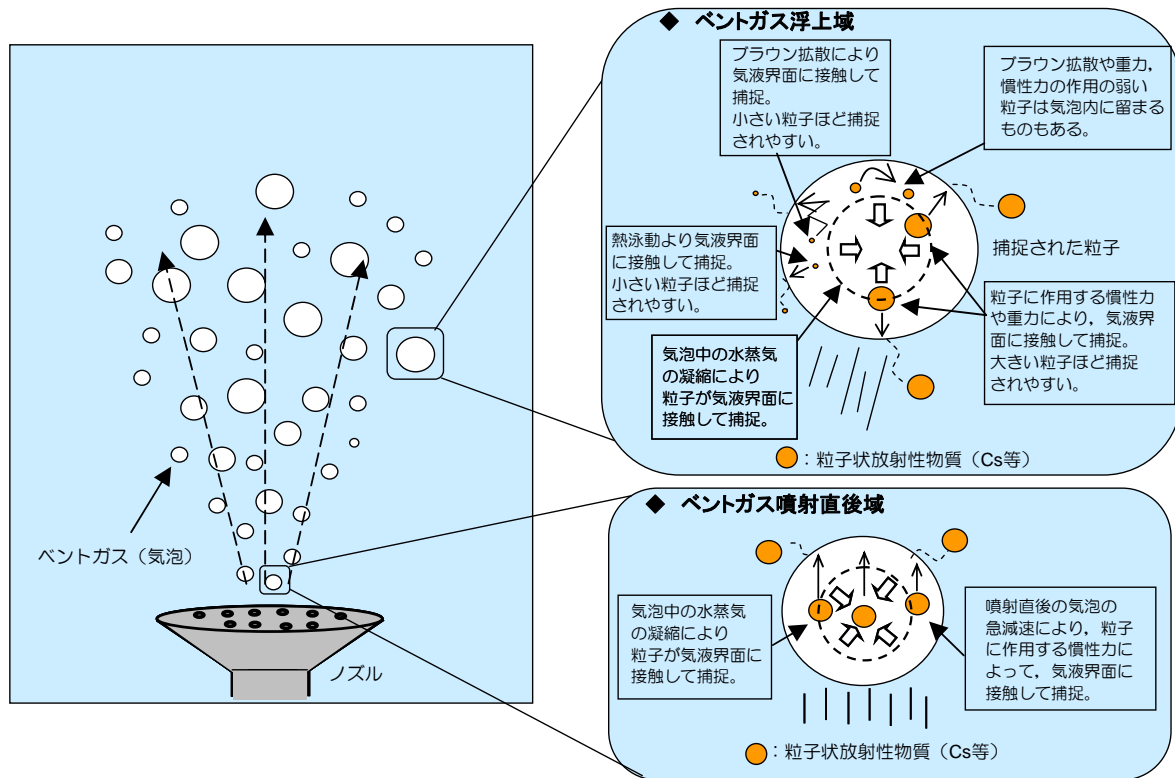 ◆ ベントガス浮上域
ブラウン拡散により
気液界面に接触して
捕捉。
小さい粒子ほど捕捉
されやすい。
ブラウン拡散や重力，
慣性力の作用の弱い
粒子は気泡内に留まる
ものもある。
熱泳動より気液界面
に接触して捕捉。
小さい粒子ほど捕捉
されやすい。
捕捉された粒子
粒子に作用する慣性力
や重力により，気液界
面に接触して捕捉。
大きい粒子ほど捕捉
されやすい。
気泡中の水蒸気
の凝縮により
粒子が気液界面に
接触して捕捉。
：粒子状放射性物質（Cs等）
ベントガス（気泡）
ノズル
◆ ベントガス噴射直後域
気泡中の水蒸気
の凝縮により
粒子が気液界面に
接触して捕捉。
噴射直後の気泡の
急減速により，粒子
に作用する慣性力に
よって，気液界面に
接触して捕捉。
：粒子状放射性物質（Cs等）